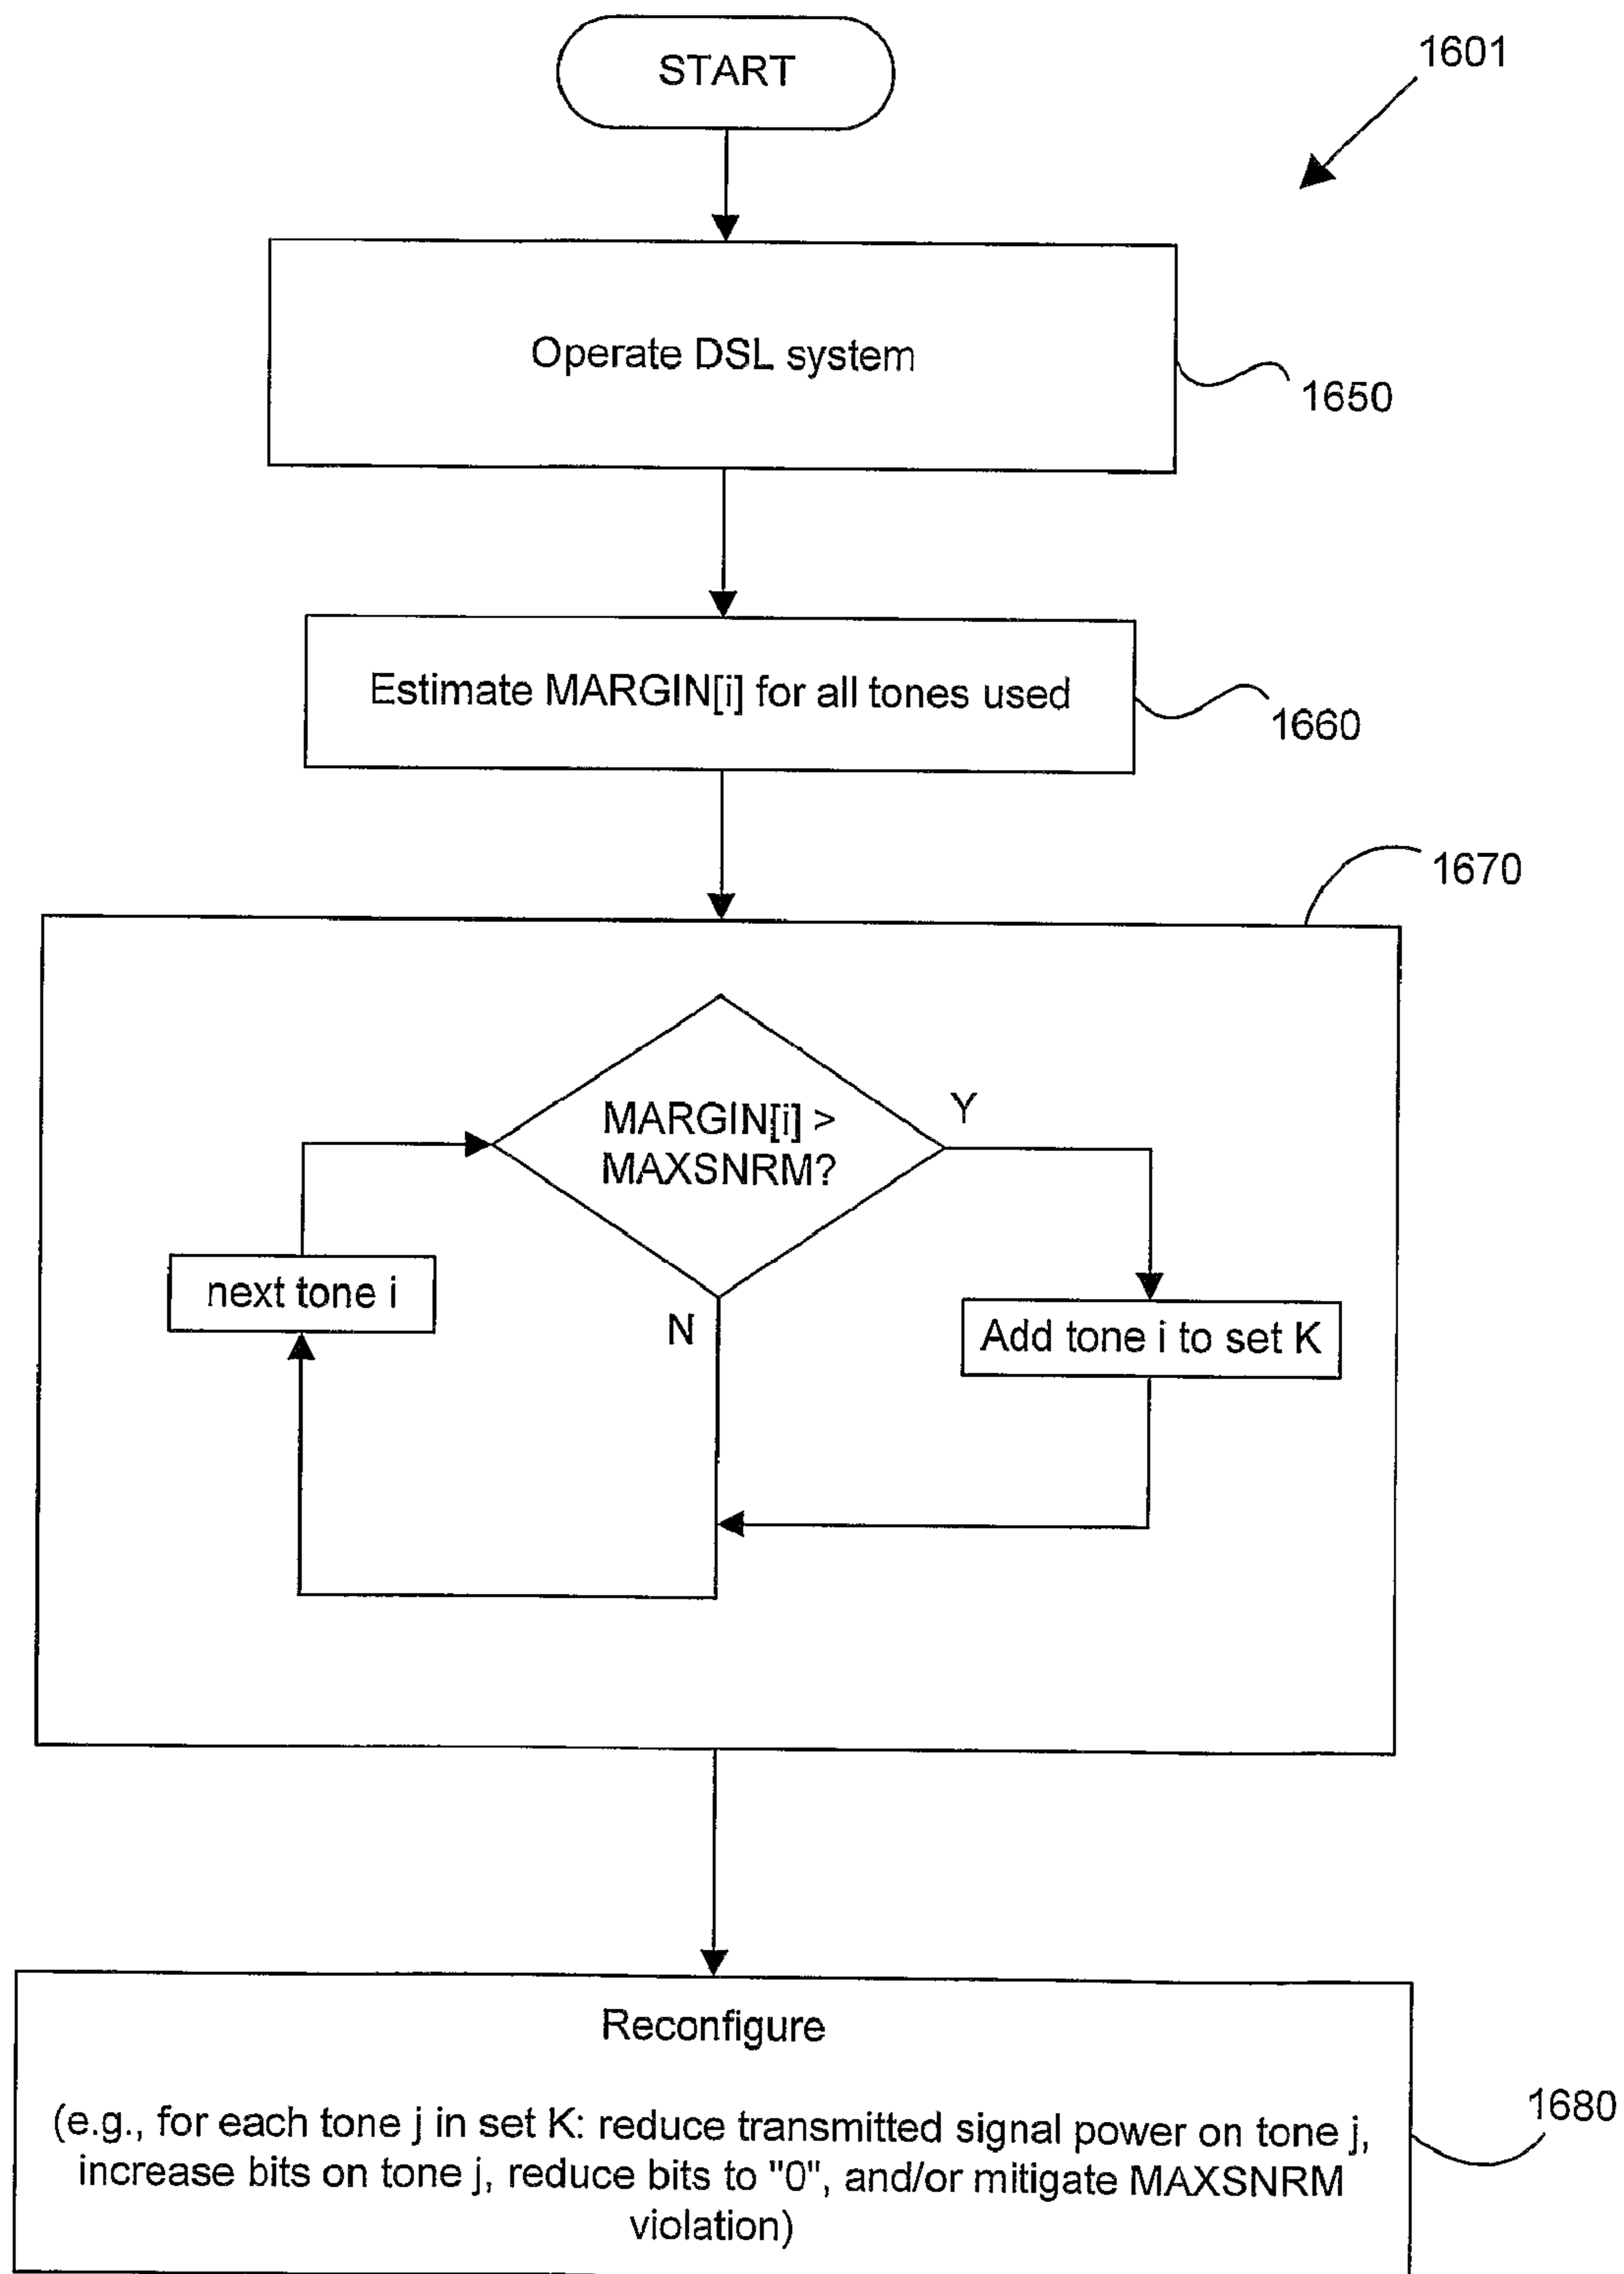 START
1601
Operate DSL system
1650
Estimate MARGIN[i] for all tones used
1660
1670
MARGIN[i] >
MAXSNRM?
Y
next tone i
N
Add tone i to set K
Reconfigure
(e.g., for each tone j in set K: reduce transmitted signal power on tone j,
increase bits on tone j, reduce bits to "0", and/or mitigate MAXSNRM
violation)
1680